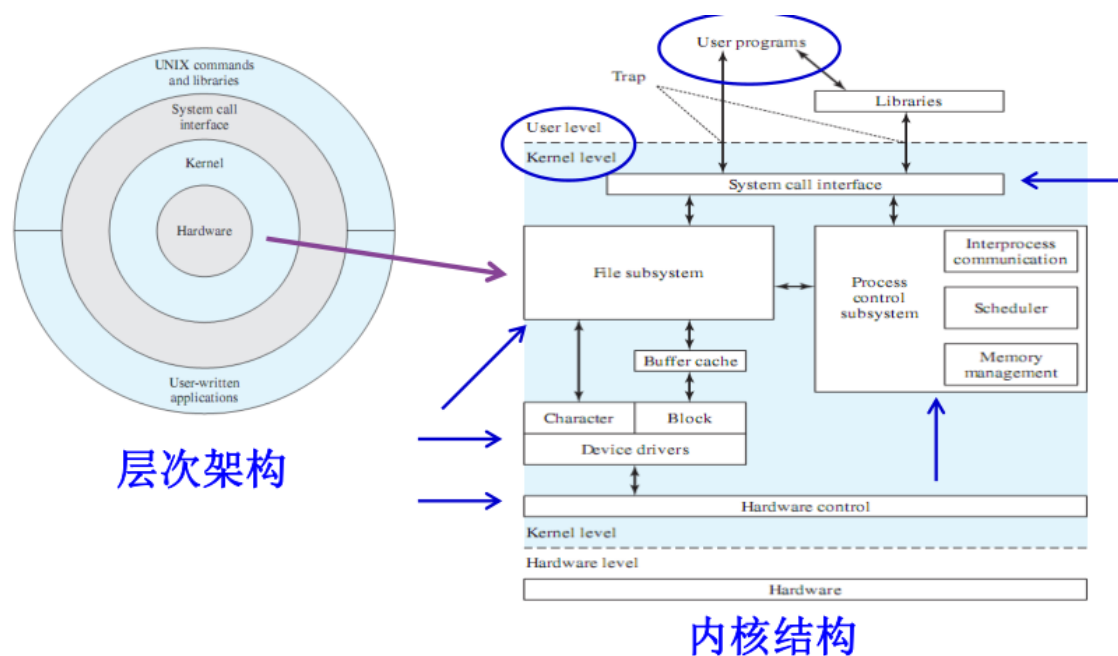 UNIX commands
and libraries
System call
interface
Kernel
Hardware
User-written
applications
层次架构
User programs
Trap
Libraries
User level
Kernel level
System call interface
File subsystem
Process
control
subsystem
Interprocess
communication
Scheduler
Memory
management
Buffer cache
Character
Block
Device drivers
Hardware control
Kernel level
Hardware level
Hardware
内核结构